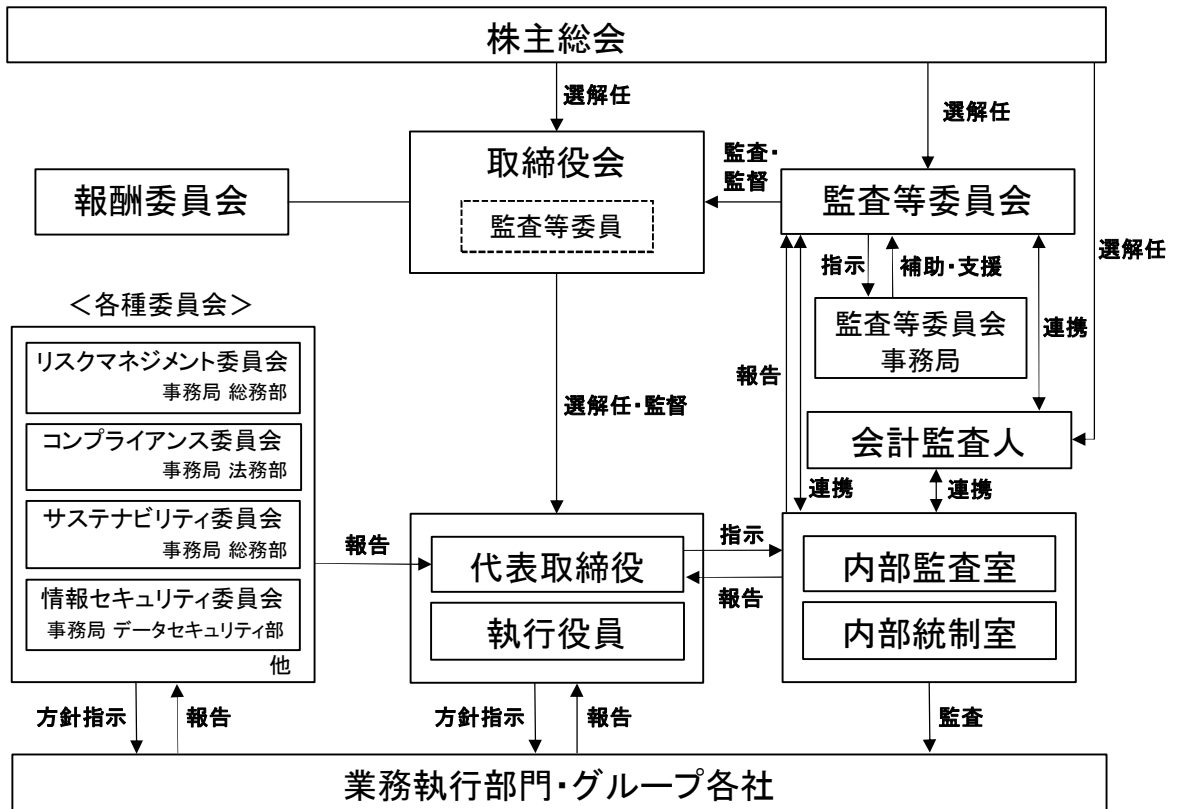 株主総会
選解任
選解任
選解任
取締役会
監査等委員
監査・
監督
監査等委員会
報酬委員会
指示
補助・支援
監査等委員会
事務局
連携
報告
＜各種委員会＞
リスクマネジメント委員会
事務局 総務部
コンプライアンス委員会
事務局 法務部
サステナビリティ委員会
事務局 総務部
情報セキュリティ委員会
事務局 データセキュリティ部
他
選解任・監督
会計監査人
連携
連携
報告
代表取締役
執行役員
指示
報告
内部監査室
内部統制室
方針指示
報告
方針指示
報告
監査
業務執行部門・グループ各社